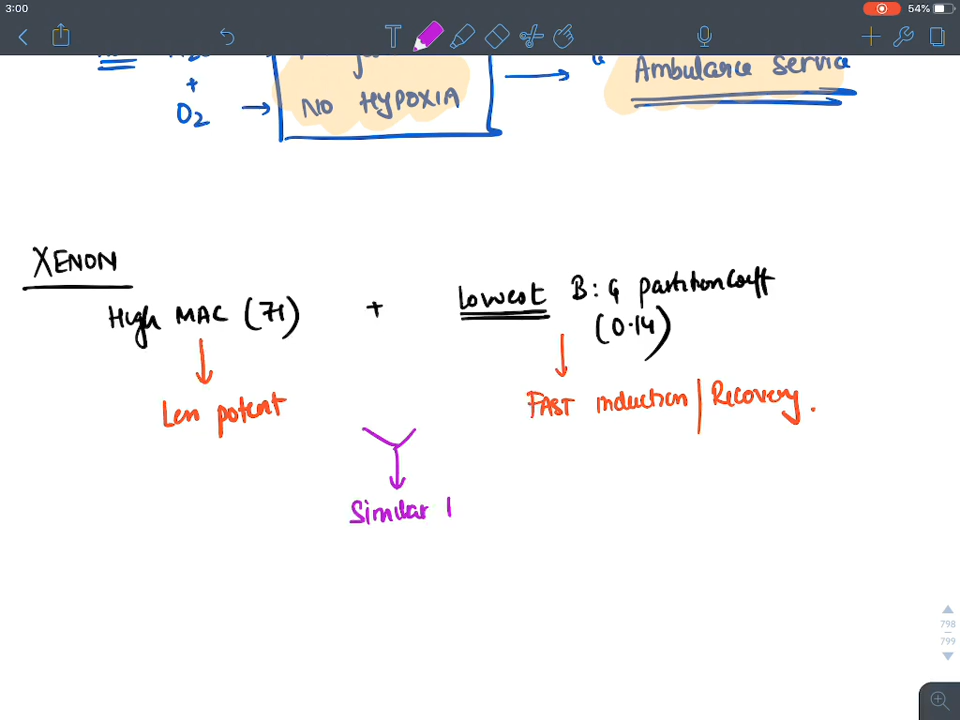 3:00 54%
T
+
O2 NO HYPOXIA Ambulance Service
XENON
High MAC (71) + Lowest B:G partition coeff
(0.14)
Less potent FAST induction | Recovery.
Similar
798
799